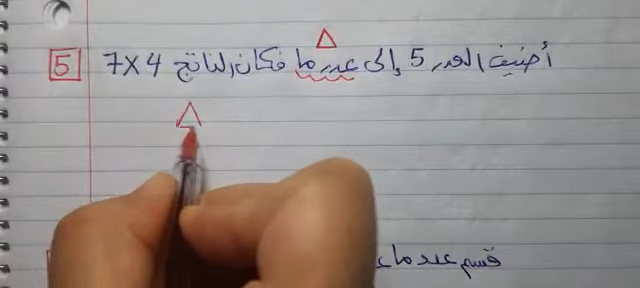 5 أضيف العدد 5 إلى عدد ما فكان الناتج 7×4
قسم عدد ما